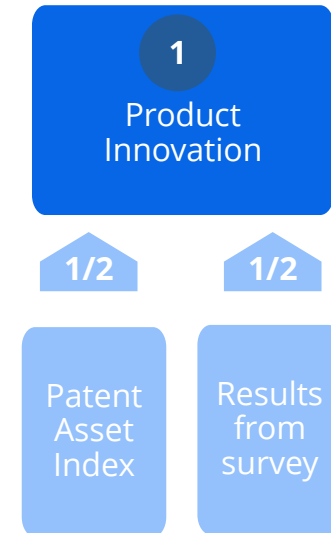 1
Product
Innovation
1/2
1/2
Patent
Asset
Index
Results
from
survey